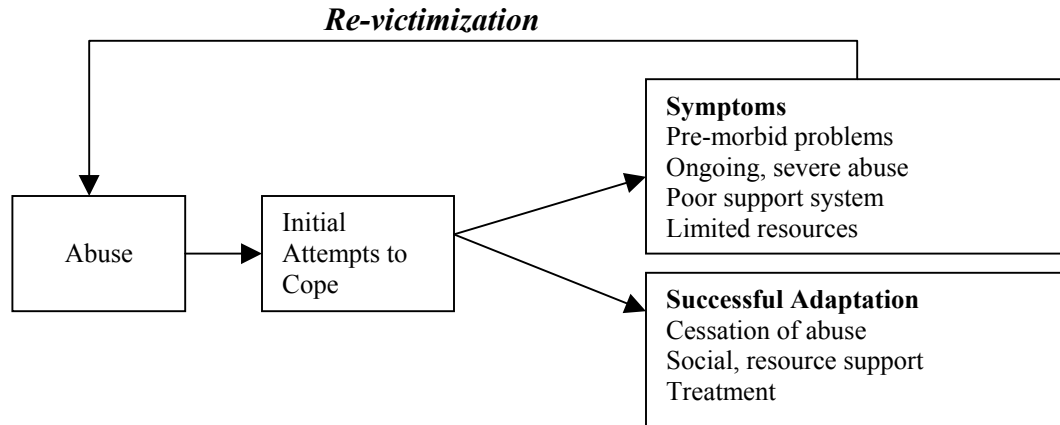 Re-victimization
Symptoms
Pre-morbid problems
Ongoing, severe abuse
Poor support system
Limited resources
Abuse
Initial
Attempts to
Cope
Successful Adaptation
Cessation of abuse
Social, resource support
Treatment